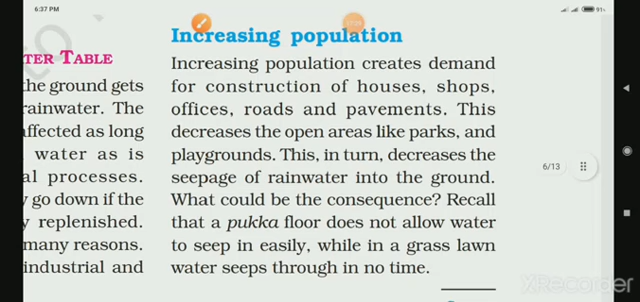 6:37 PM
91%
TER TABLE
the ground gets
rainwater. The
affected as long
water as is
al processes.
go down if the
replenished.
many reasons.
industrial and
Increasing population
Increasing population creates demand
for construction of houses, shops,
offices, roads and pavements. This
decreases the open areas like parks, and
playgrounds. This, in turn, decreases the
seepage of rainwater into the ground.
What could be the consequence? Recall
that a pukka floor does not allow water
to seep in easily, while in a grass lawn
water seeps through in no time.
6/13
XRecorder